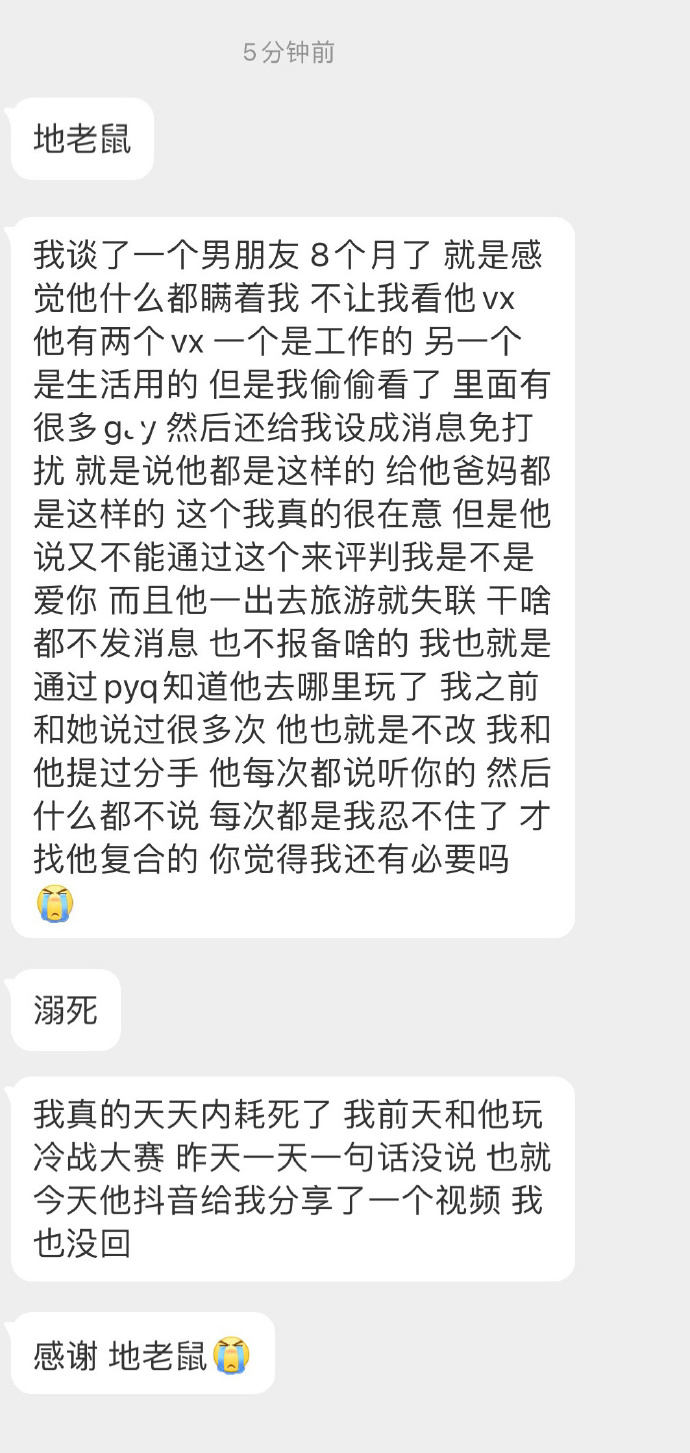 5分钟前
地老鼠
我谈了一个男朋友 8个月了 就是感
觉他什么都瞒着我 不让我看他vx
他有两个vx 一个是工作的 另一个
是生活用的 但是我偷偷看了 里面有
很多 然后还给我设成消息免打
扰 就是说他都是这样的 给他爸妈都
是这样的 这个我真的很在意 但是他
说又不能通过这个来评判我是不是
爱你 而且他一出去旅游就失联 干啥
都不发消息 也不报备啥的 我也就是
通过pyq知道他去哪里玩了 我之前
和她说过很多次 他也就是不改 我和
他提过分手 他每次都说听你的 然后
什么都不说 每次都是我忍不住了 才
找他复合的 你觉得我还有必要吗
😭
溺死
我真的天天内耗死了 我前天和他玩
冷战大赛 昨天一天一句话没说 也就
今天他抖音给我分享了一个视频 我
也没回
感谢 地老鼠😭